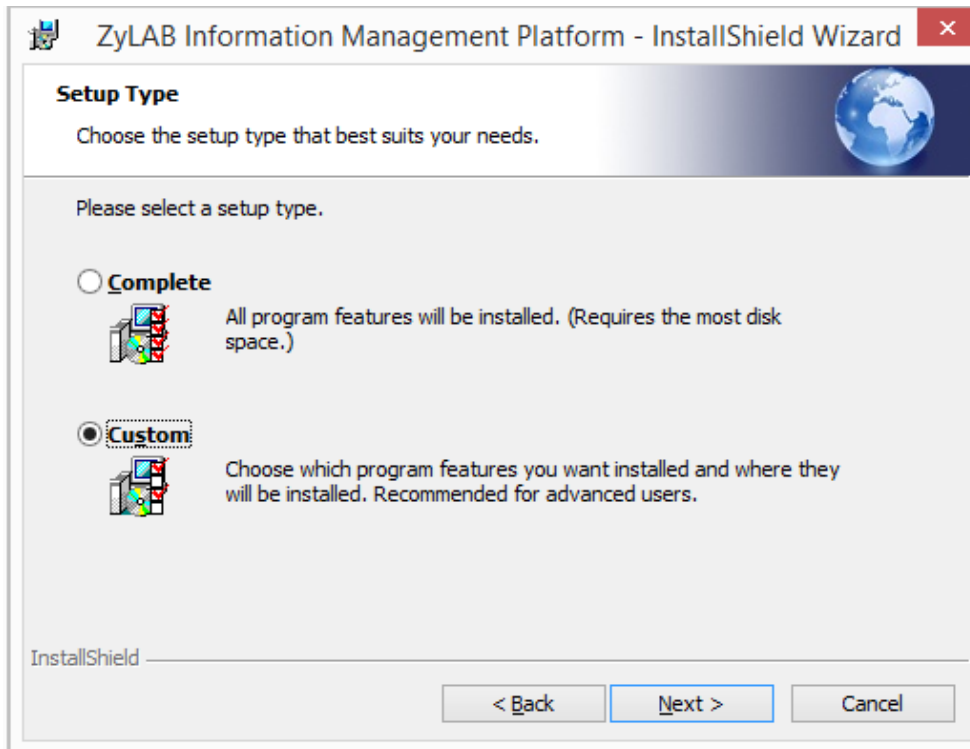 ZyLAB Information Management Platform - InstallShield Wizard
Setup Type
Choose the setup type that best suits your needs.
Please select a setup type.
Complete
All program features will be installed. (Requires the most disk
space.)
Custom
Choose which program features you want installed and where they
will be installed. Recommended for advanced users.
InstallShield
< Back
Next >
Cancel